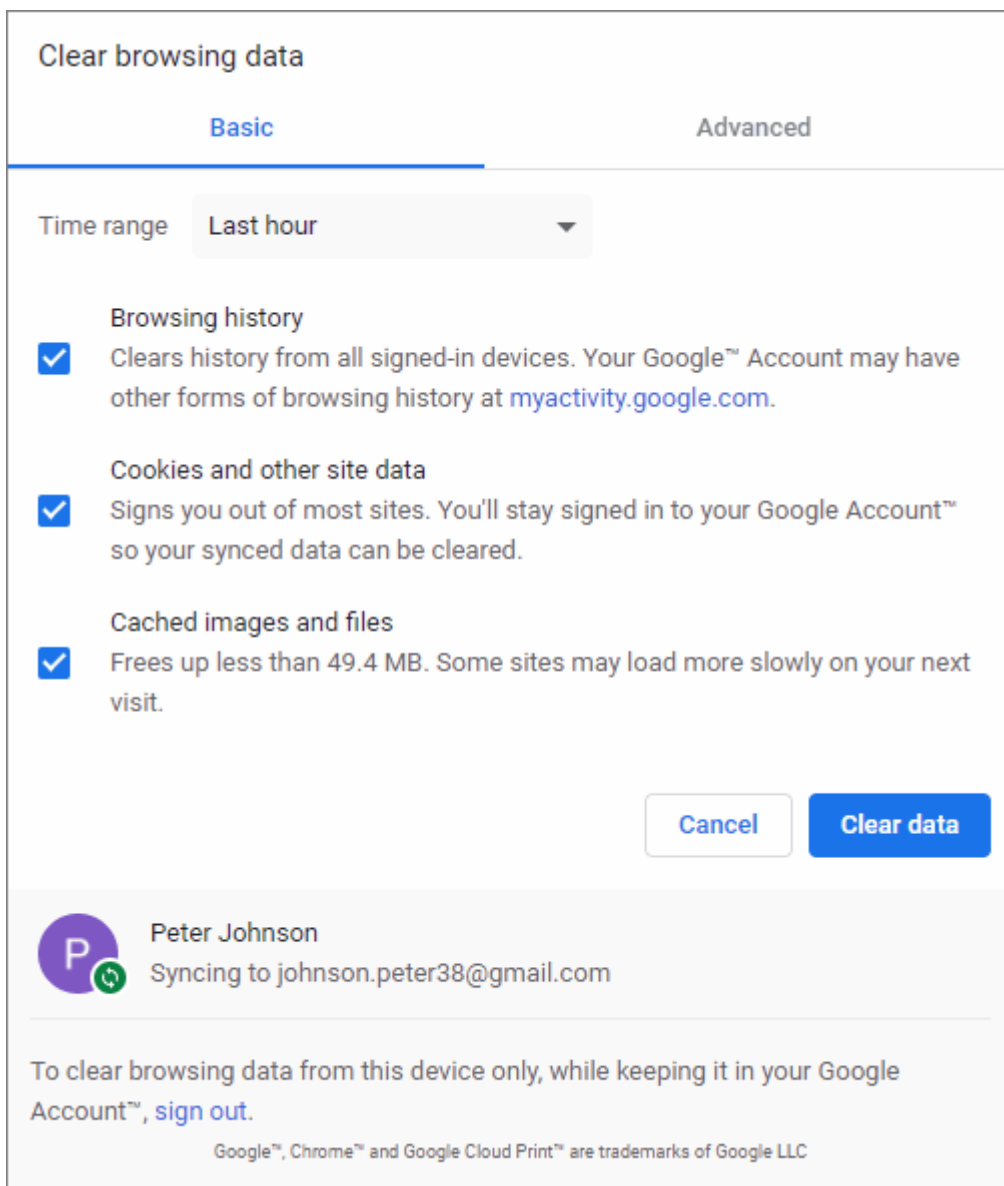 Clear browsing data
Basic
Advanced
Time range
Last hour
Browsing history
Clears history from all signed-in devices. Your Google™ Account may have
other forms of browsing history at myactivity.google.com.
Cookies and other site data
Signs you out of most sites. You'll stay signed in to your Google Account™
so your synced data can be cleared.
Cached images and files
Frees up less than 49.4 MB. Some sites may load more slowly on your next
visit.
Cancel
Clear data
P
Peter Johnson
Syncing to johnson.peter38@gmail.com
To clear browsing data from this device only, while keeping it in your Google
Account™, sign out.
Google™, Chrome™ and Google Cloud Print™ are trademarks of Google LLC